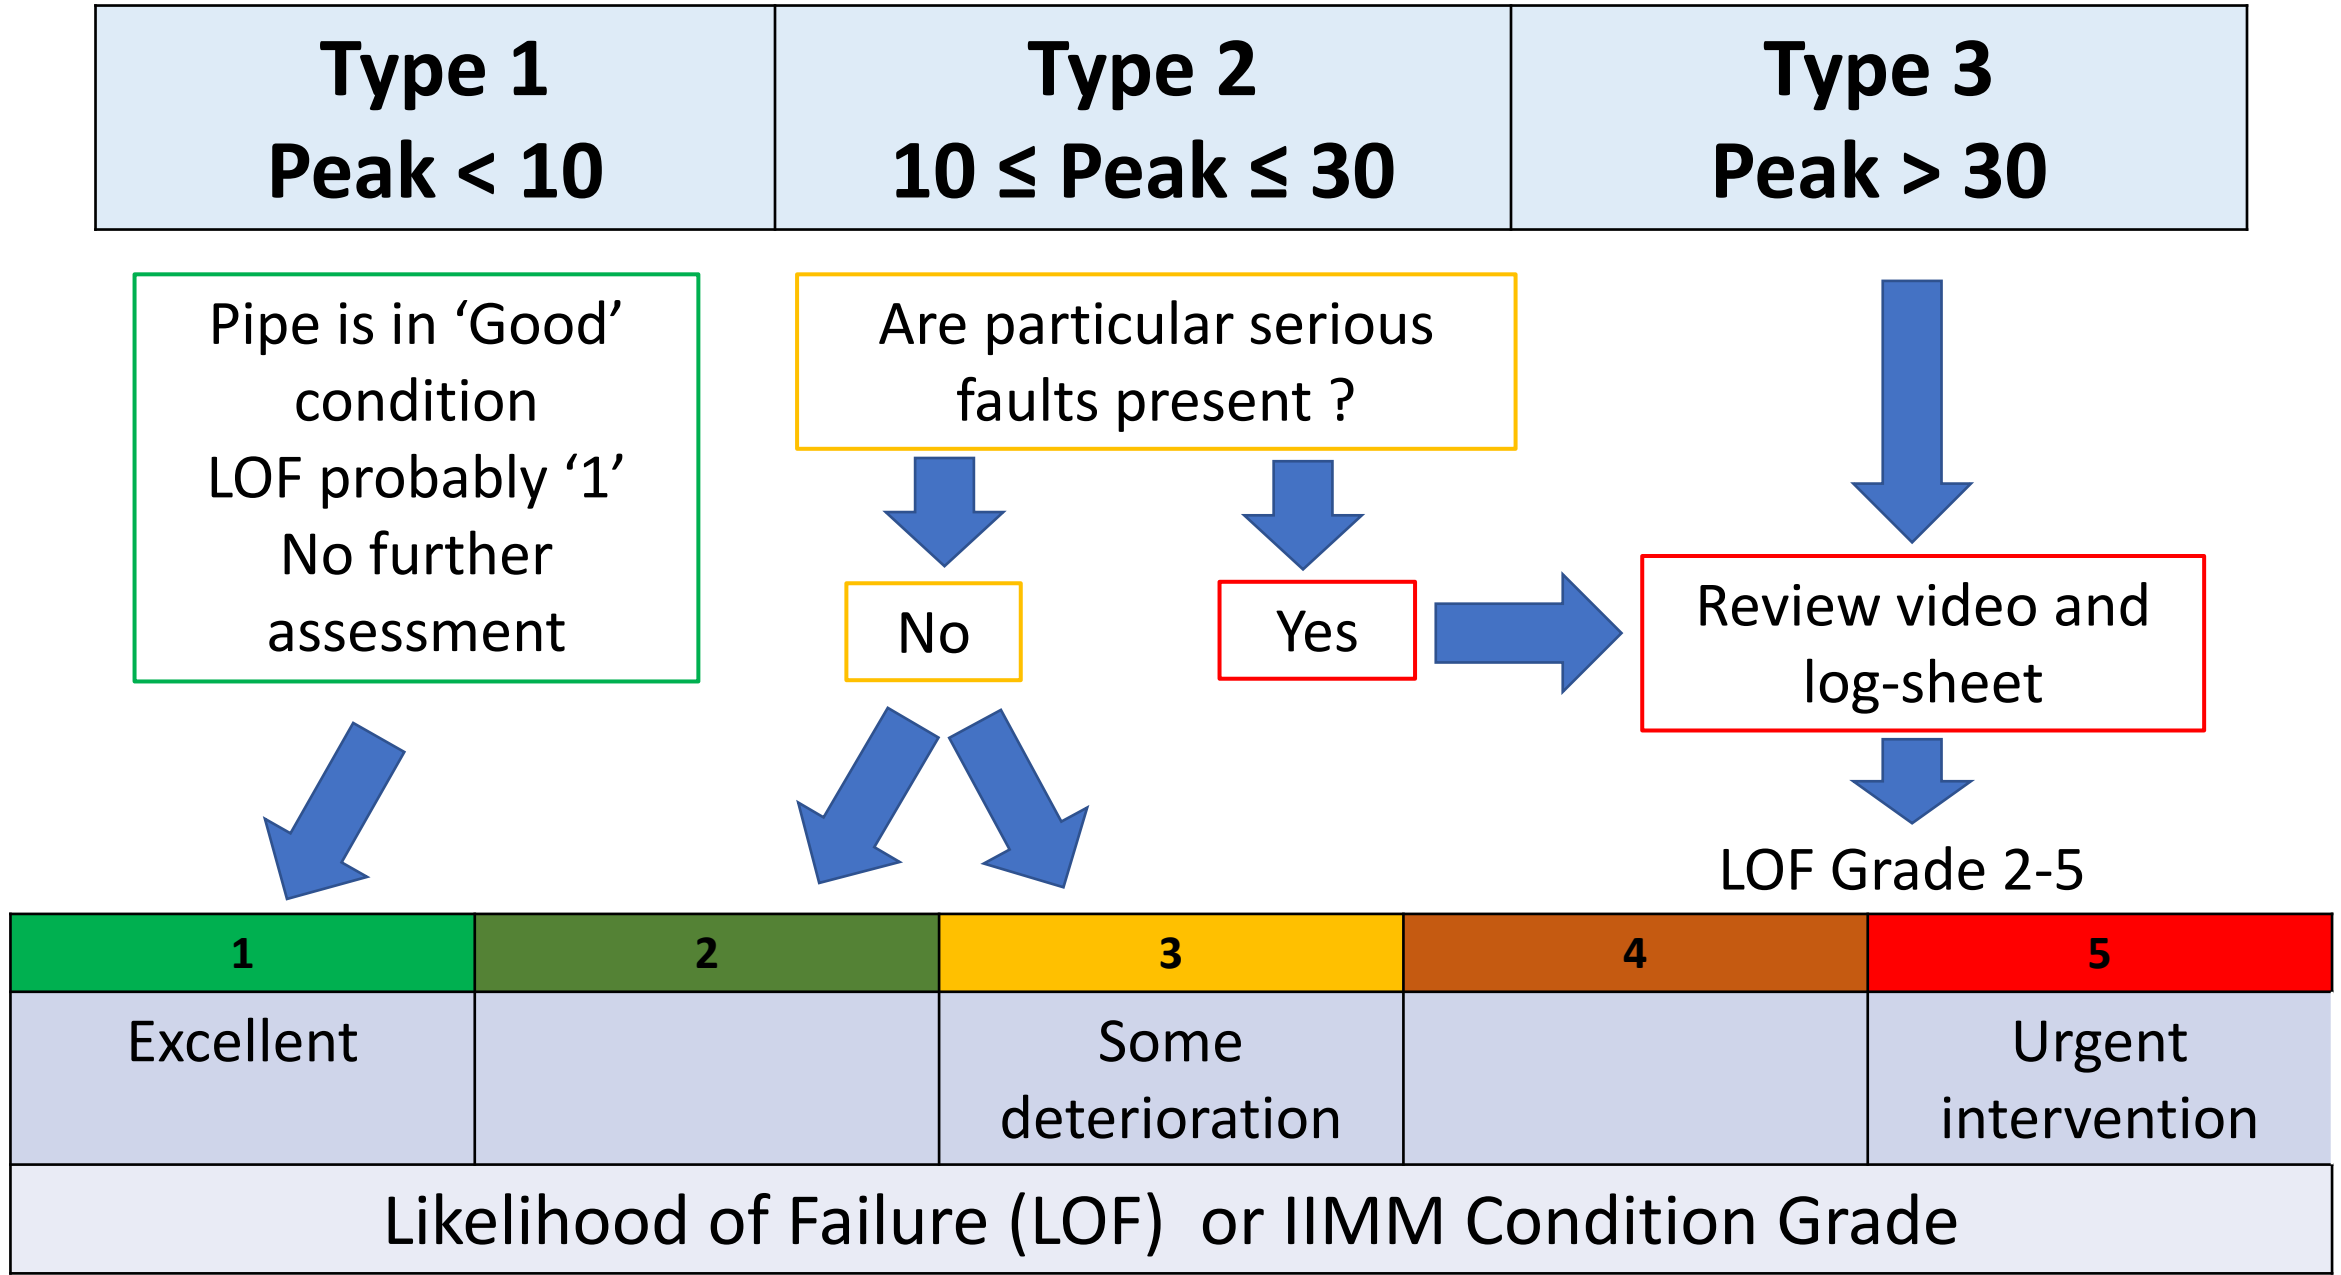 Type 1
Peak < 10
Type 2
10 ≤ Peak ≤ 30
Type 3
Peak > 30
Pipe is in ‘Good’
condition
LOF probably ‘1’
No further
assessment
Are particular serious
faults present ?
No
Yes
Review video and
log-sheet
LOF Grade 2-5
1
2
3
4
5
Excellent
Some
deterioration
Urgent
intervention
Likelihood of Failure (LOF)  or IIMM Condition Grade